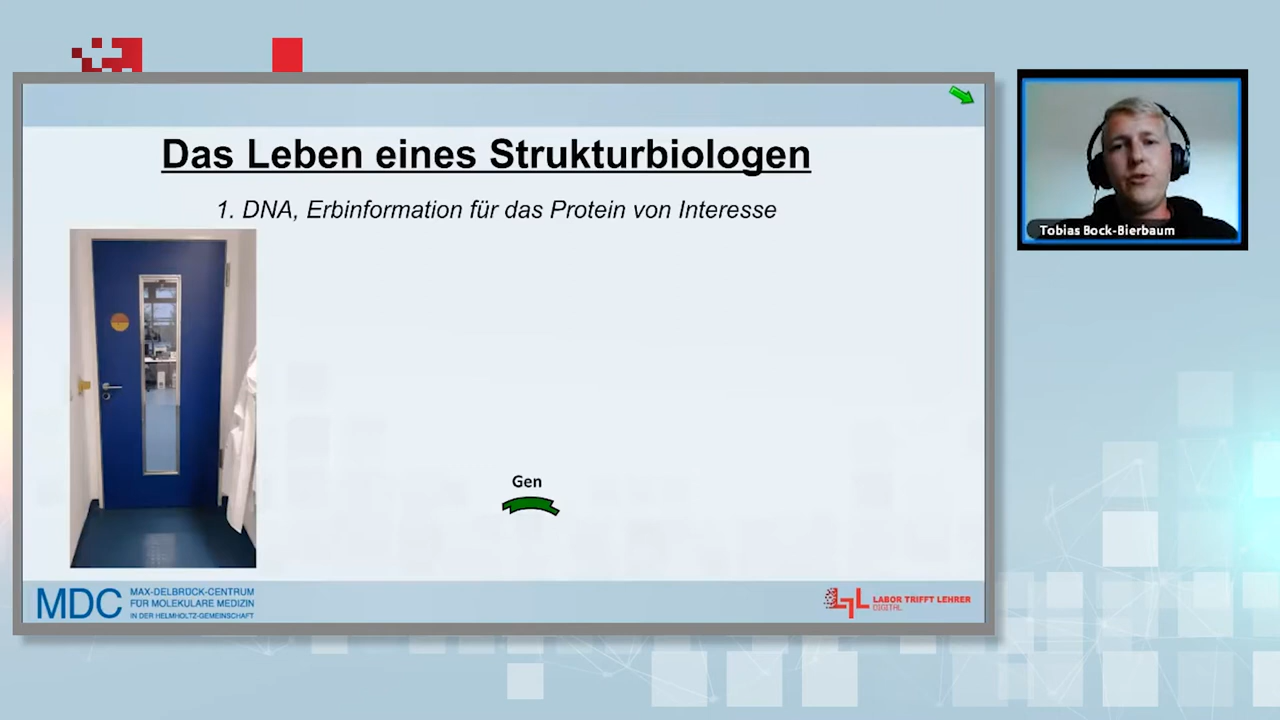 Das Leben eines Strukturbiologen
1. DNA, Erbinformation für das Protein von Interesse
Tobias Bock-Bierbaum
Gen
MDC
MAX-DELBRÜCK-CENTRUM
FÜR MOLEKULARE MEDIZIN
IN DER HELMHOLTZ-GEMEINSCHAFT
LTL
LABOR TRIFFT LEHRER
DIGITAL